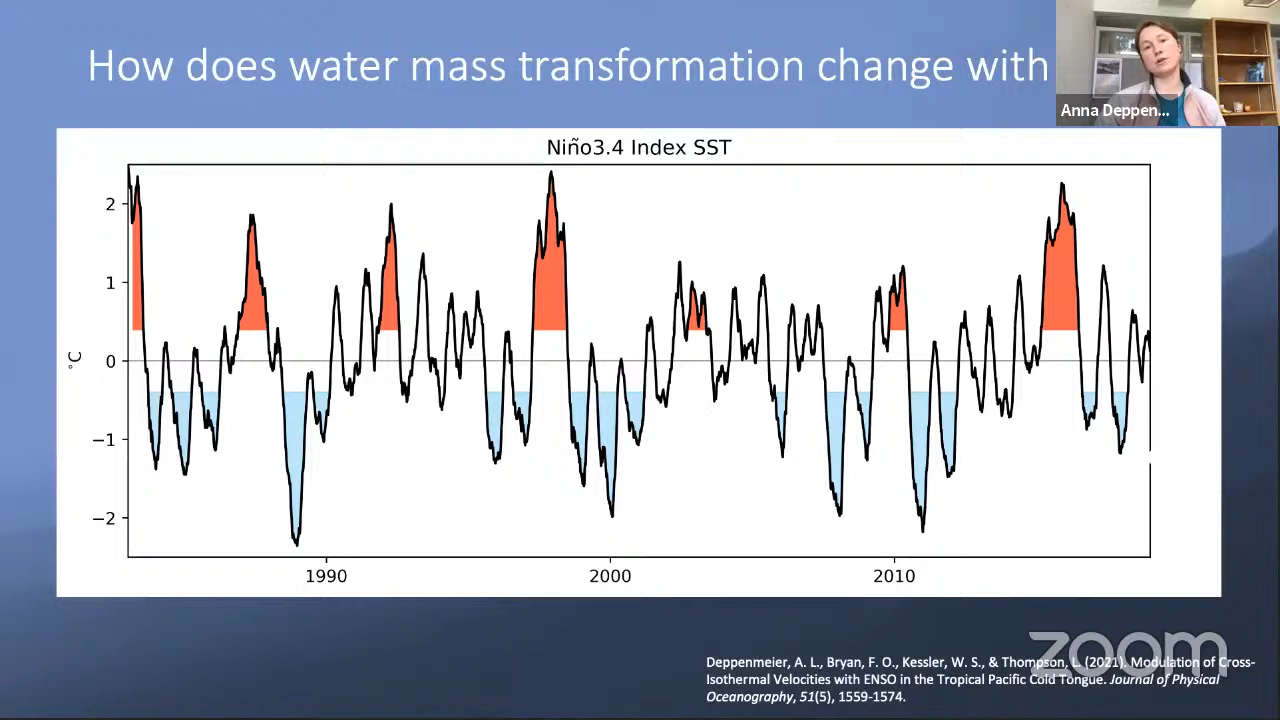 How does water mass transformation change with
Anna Deppen...
Niño3.4 Index SST
2
1
0
−1
−2
°C
1990
2000
2010
zoom
Deppenmeier, A. L., Bryan, F. O., Kessler, W. S., & Thompson, L. (2021). Modulation of Cross-
Isothermal Velocities with ENSO in the Tropical Pacific Cold Tongue. Journal of Physical
Oceanography, 51(5), 1559-1574.